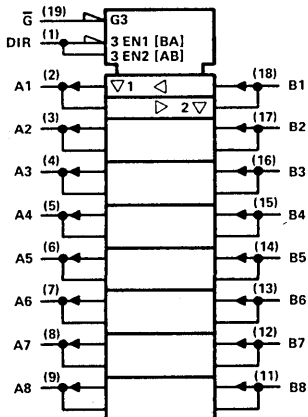 G̅ (19) G3
DIR (1) 3 EN1 [BA]
3 EN2 [AB]
A1 (2) ▽1 ◁ (18) B1
▷ 2▽
A2 (3) (17) B2
A3 (4) (16) B3
A4 (5) (15) B4
A5 (6) (14) B5
A6 (7) (13) B6
A7 (8) (12) B7
A8 (9) (11) B8